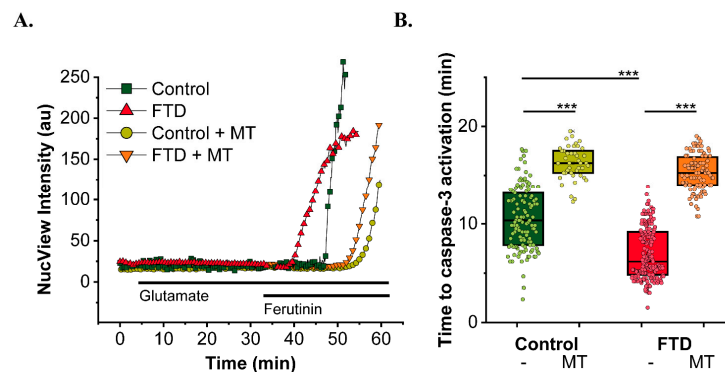 A.
B.
250
200
150
100
50
0
NucView Intensity (au)
Control
FTD
Control + MT
FTD + MT
Glutamate
Ferutinin
0 10 20 30 40 50 60
Time (min)
20
15
10
5
0
Time to caspase-3 activation (min)
***
*** ***
Control FTD
- MT - MT